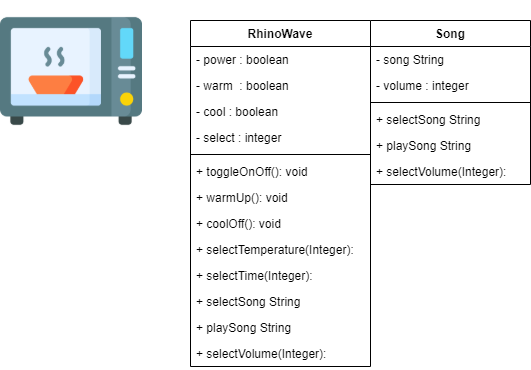 RhinoWave
- power : boolean
- warm : boolean
- cool : boolean
- select : integer
+ toggleOnOff(): void
+ warmUp(): void
+ coolOff(): void
+ selectTemperature(Integer):
+ selectTime(Integer):
+ selectSong String
+ playSong String
+ selectVolume(Integer):
Song
- song String
- volume : integer
+ selectSong String
+ playSong String
+ selectVolume(Integer):